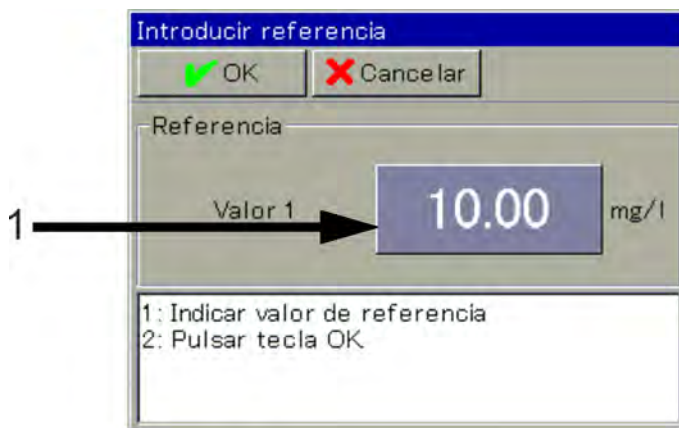 Introducir referencia
OK Cancelar
Referencia
1 Valor 1 10.00 mg/l
1: Indicar valor de referencia
2: Pulsar tecla OK